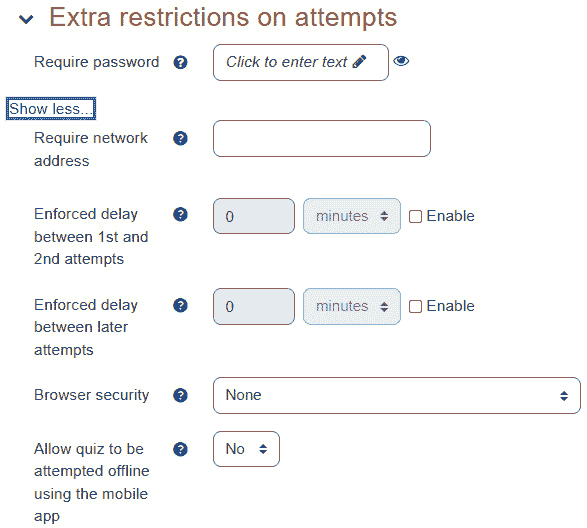 Extra restrictions on attempts
Require password ? Click to enter text
Show less...
Require network
address ?
Enforced delay
between 1st and
2nd attempts ? 0 minutes Enable
Enforced delay
between later
attempts ? 0 minutes Enable
Browser security ? None
Allow quiz to be
attempted offline
using the mobile
app ? No